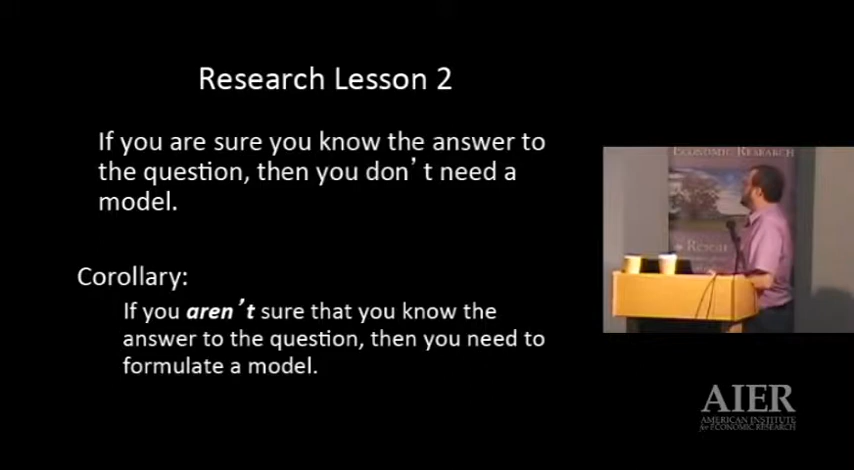 Research Lesson 2
If you are sure you know the answer to
the question, then you don't need a
model.
Corollary:
If you aren't sure that you know the
answer to the question, then you need to
formulate a model.
ECONOMIC RESEARCH
Resear
AIER
AMERICAN INSTITUTE
for ECONOMIC RESEARCH